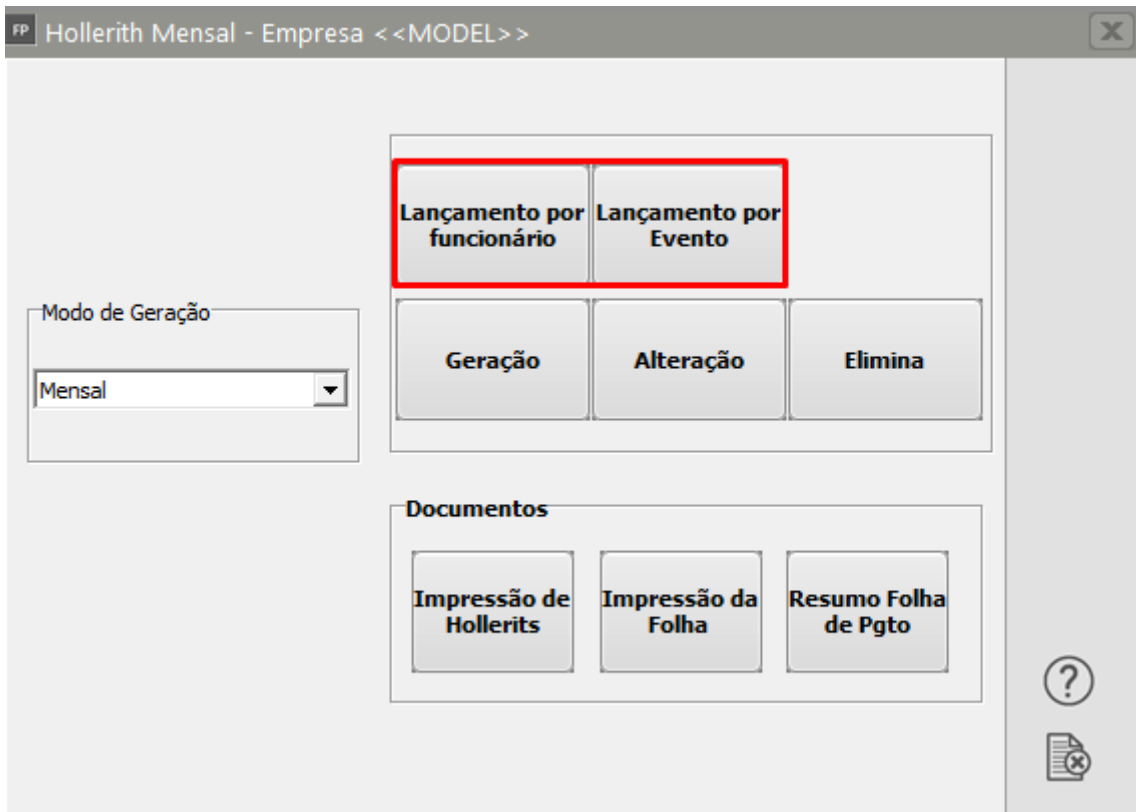 FP Hollerith Mensal - Empresa <<MODEL>>
Lançamento por
funcionário
Lançamento por
Evento
Modo de Geração
Mensal
Geração
Alteração
Elimina
Documentos
Impressão de
Hollerits
Impressão da
Folha
Resumo Folha
de Pgto
?